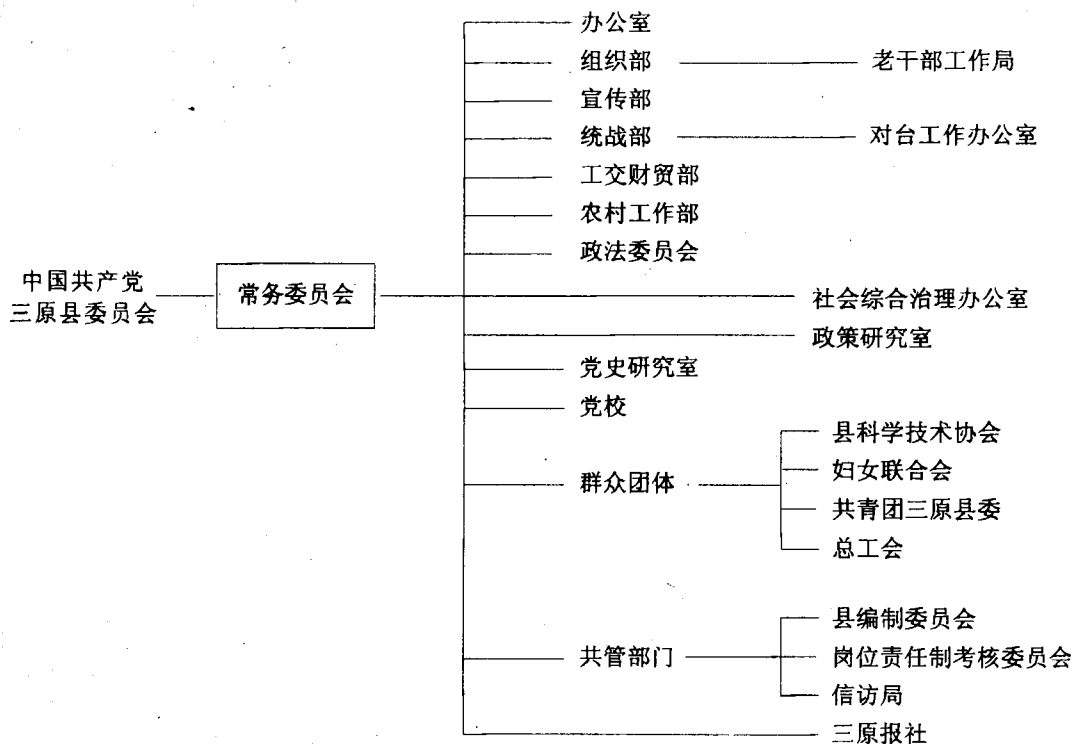 办公室
组织部 老干部工作局
宣传部
统战部 对台工作办公室
工交财贸部
农村工作部
政法委员会
中国共产党
三原县委员会
常务委员会
社会综合治理办公室
政策研究室
党史研究室
党校
县科学技术协会
妇女联合会
群众团体
共青团三原县委
总工会
县编制委员会
共管部门 岗位责任制考核委员会
信访局
三原报社